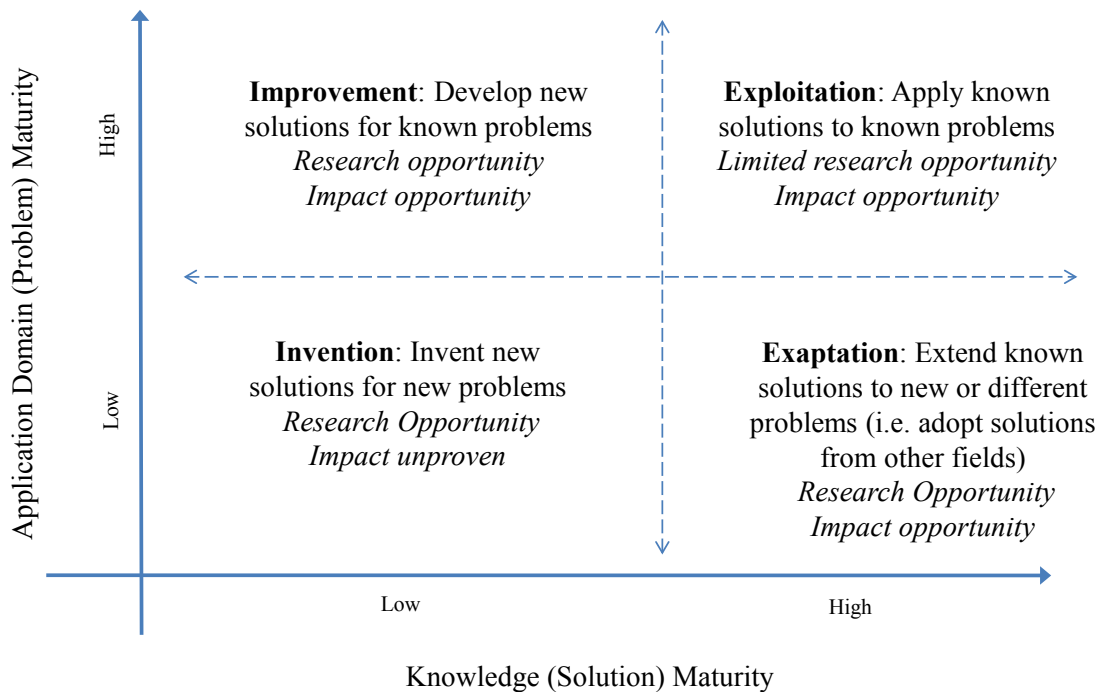 Application Domain (Problem) Maturity
High
Low
Improvement: Develop new
solutions for known problems
Research opportunity
Impact opportunity
Exploitation: Apply known
solutions to known problems
Limited research opportunity
Impact opportunity
Invention: Invent new
solutions for new problems
Research Opportunity
Impact unproven
Exaptation: Extend known
solutions to new or different
problems (i.e. adopt solutions
from other fields)
Research Opportunity
Impact opportunity
Low
High
Knowledge (Solution) Maturity